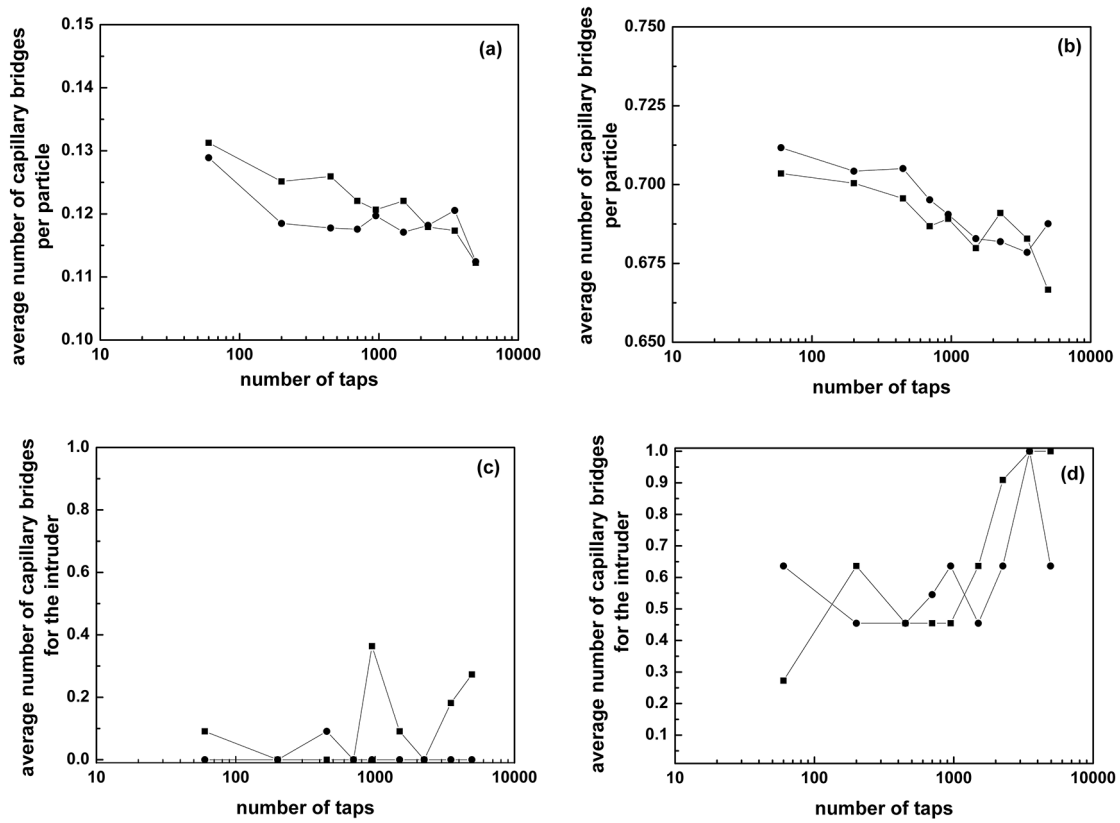 (a)
average number of capillary bridges
per particle
0.15
0.14
0.13
0.12
0.11
0.10
10
100
1000
10000
number of taps
(b)
average number of capillary bridges
per particle
0.750
0.725
0.700
0.675
0.650
10
100
1000
10000
number of taps
(c)
average number of capillary bridges
for the intruder
1.0
0.8
0.6
0.4
0.2
0.0
10
100
1000
10000
number of taps
(d)
average number of capillary bridges
for the intruder
1.0
0.9
0.8
0.7
0.6
0.5
0.4
0.3
0.2
0.1
10
100
1000
10000
number of taps